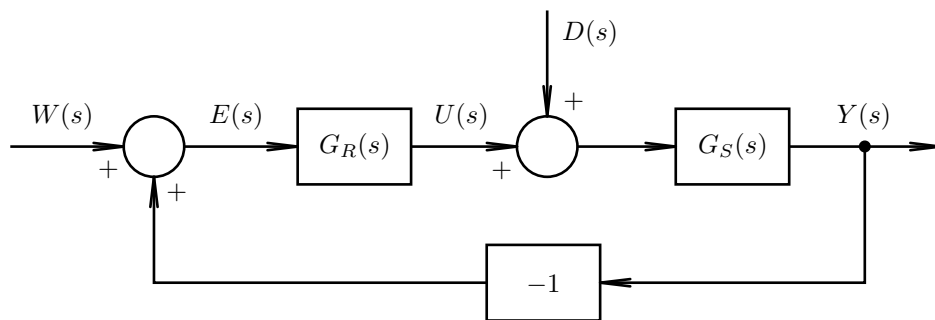 D(s)
W(s)
E(s)
U(s)
Y(s)
+
G_R(s)
G_S(s)
+
+
+
−1